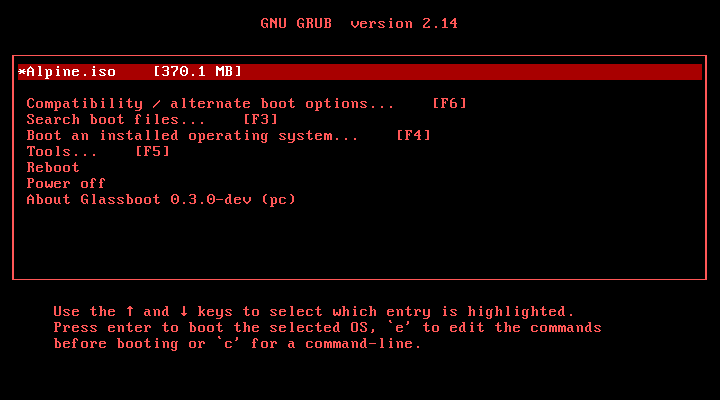 GNU GRUB  version 2.14
*Alpine.iso    [370.1 MB]
Compatibility / alternate boot options...    [F6]
Search boot files...    [F3]
Boot an installed operating system...    [F4]
Tools...    [F5]
Reboot
Power off
About Glassboot 0.3.0-dev (pc)
Use the ↑ and ↓ keys to select which entry is highlighted.
Press enter to boot the selected OS, `e' to edit the commands
before booting or `c' for a command-line.